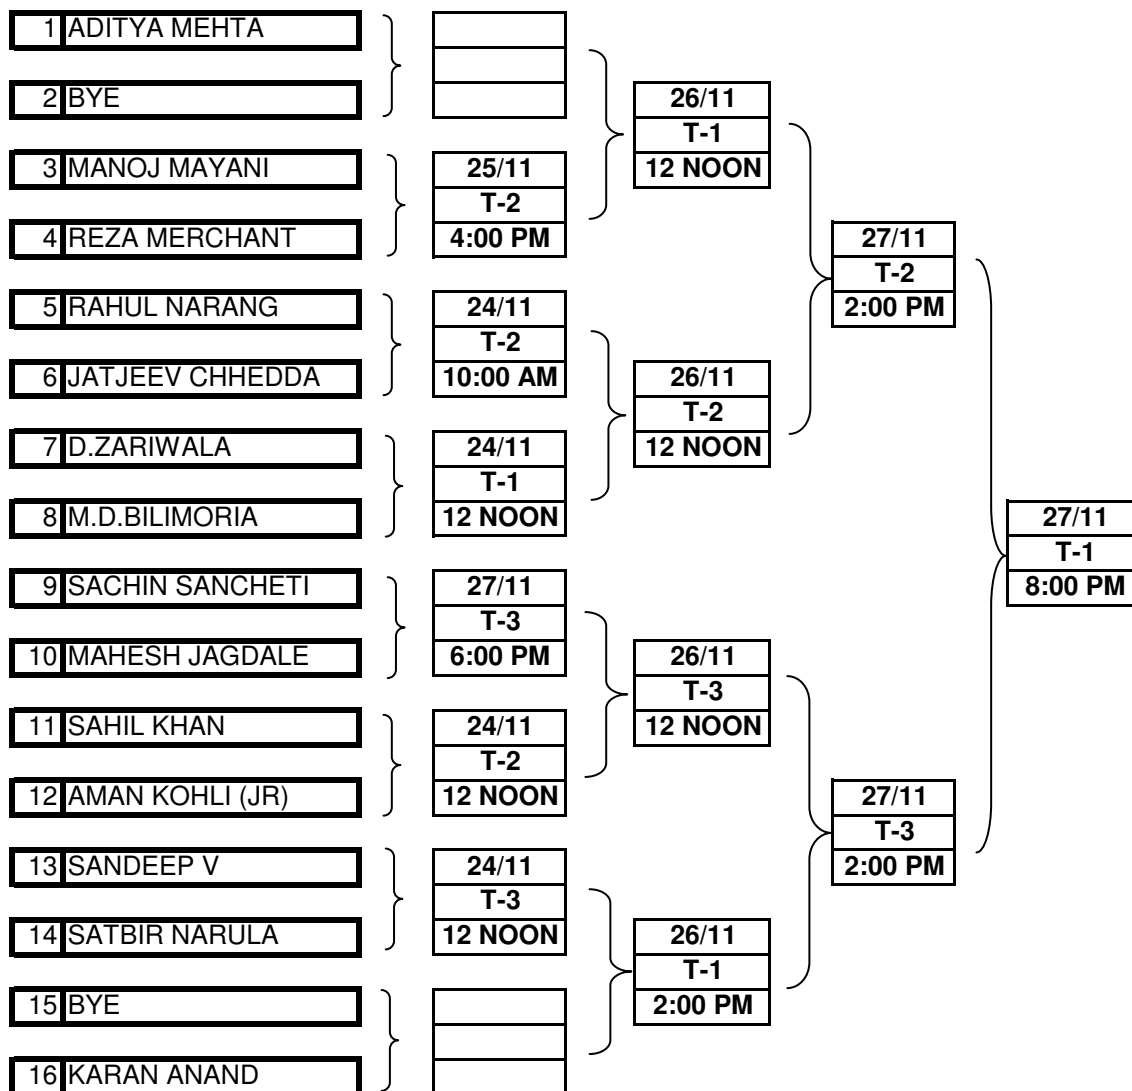 1 ADITYA MEHTA
2 BYE
26/11
T-1
3 MANOJ MAYANI 25/11 12 NOON
T-2
4 REZA MERCHANT 4:00 PM 27/11
T-2
5 RAHUL NARANG 24/11 2:00 PM
T-2
6 JATJEEV CHHEDDA 10:00 AM 26/11
T-2
7 D.ZARIWALA 24/11 12 NOON
T-1
8 M.D.BILIMORIA 12 NOON 27/11
T-1
9 SACHIN SANCHETI 27/11 8:00 PM
T-3
10 MAHESH JAGDALE 6:00 PM 26/11
T-3
11 SAHIL KHAN 24/11 12 NOON
T-2
12 AMAN KOHLI (JR) 12 NOON 27/11
T-3
13 SANDEEP V 24/11 2:00 PM
T-3
14 SATBIR NARULA 12 NOON 26/11
T-1
15 BYE 2:00 PM
16 KARAN ANAND